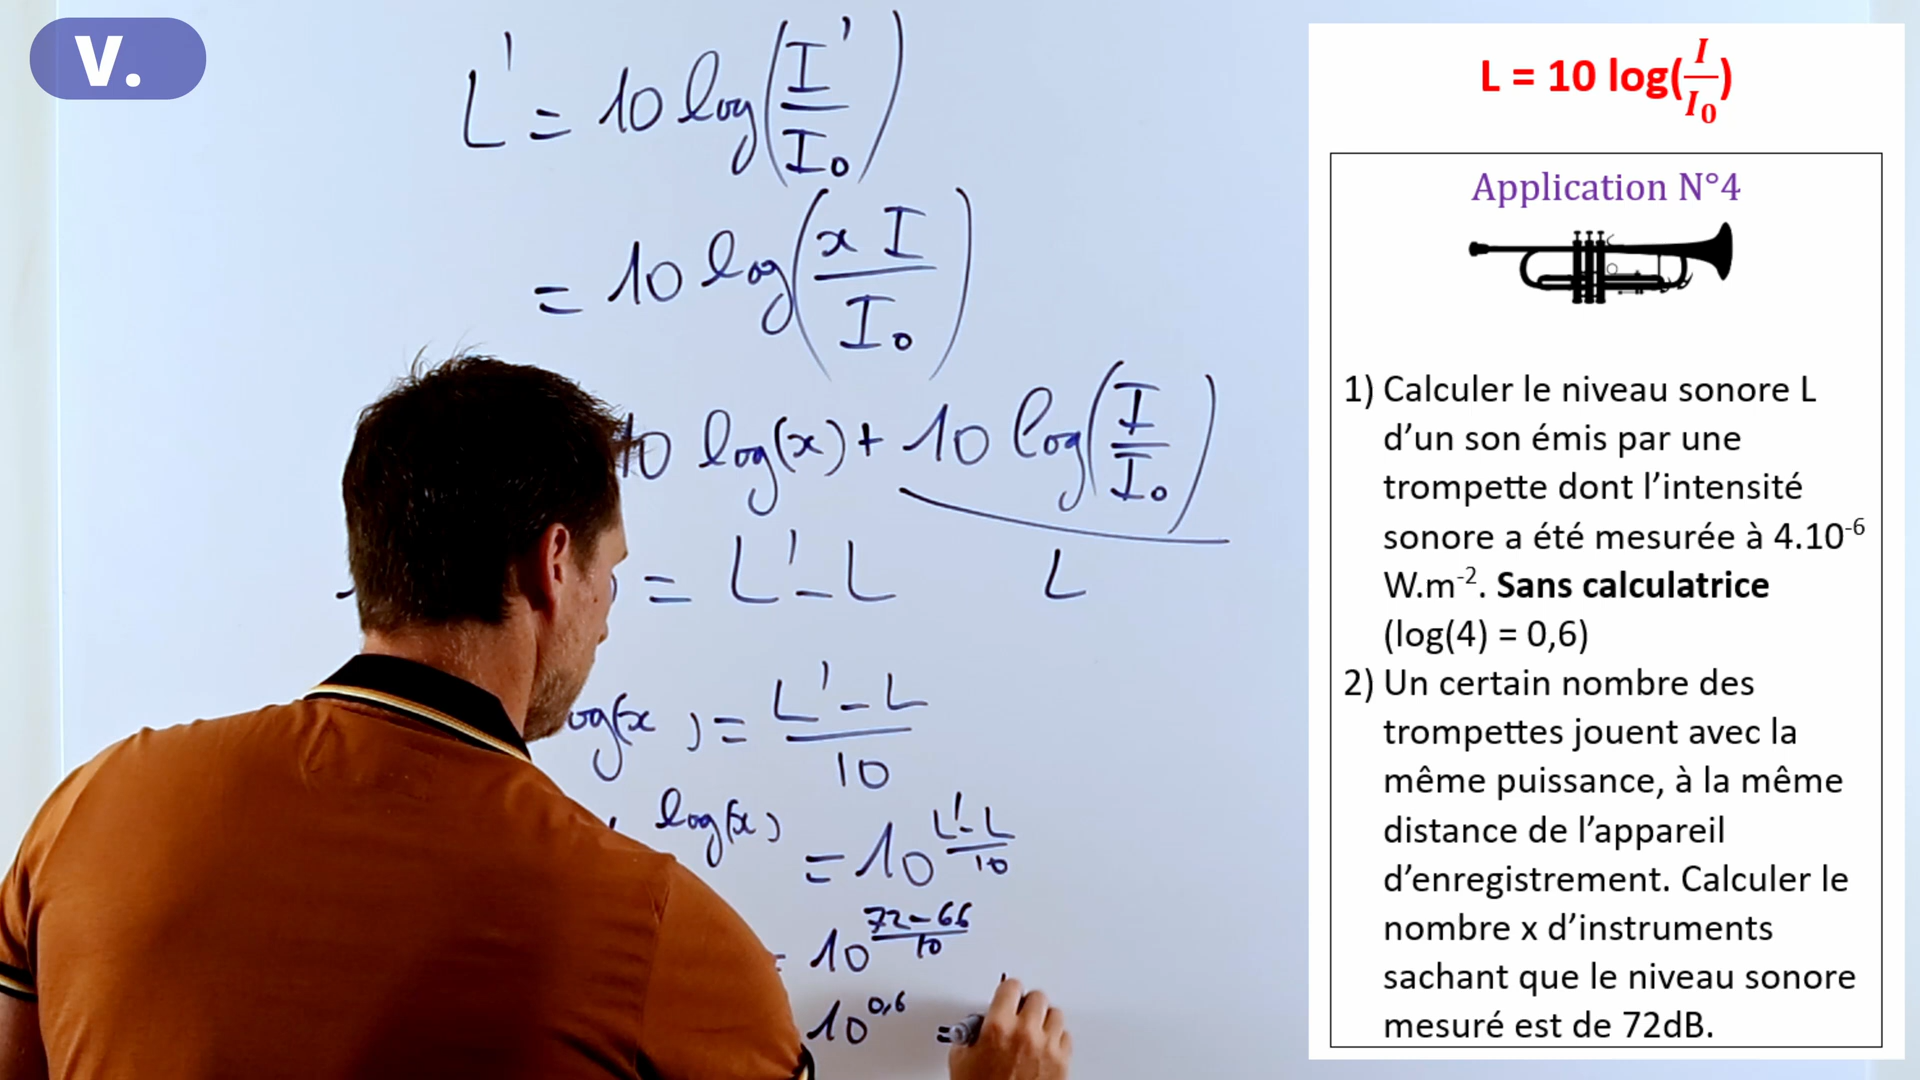 V.
L' = 10 log(I'/I₀)
= 10 log(x I/I₀)
10 log(x) + 10 log(I/I₀)
= L' - L
L
log(x) = L' - L/10
log(x) = 10^(L'-L/10)
= 10^(72-66/10)
10^0,6 =
L = 10 log(I/I₀)
Application N°4
1) Calculer le niveau sonore L
d’un son émis par une
trompette dont l’intensité
sonore a été mesurée à 4.10⁻⁶
W.m⁻². Sans calculatrice
(log(4) = 0,6)
2) Un certain nombre des
trompettes jouent avec la
même puissance, à la même
distance de l’appareil
d’enregistrement. Calculer le
nombre x d’instruments
sachant que le niveau sonore
mesuré est de 72dB.